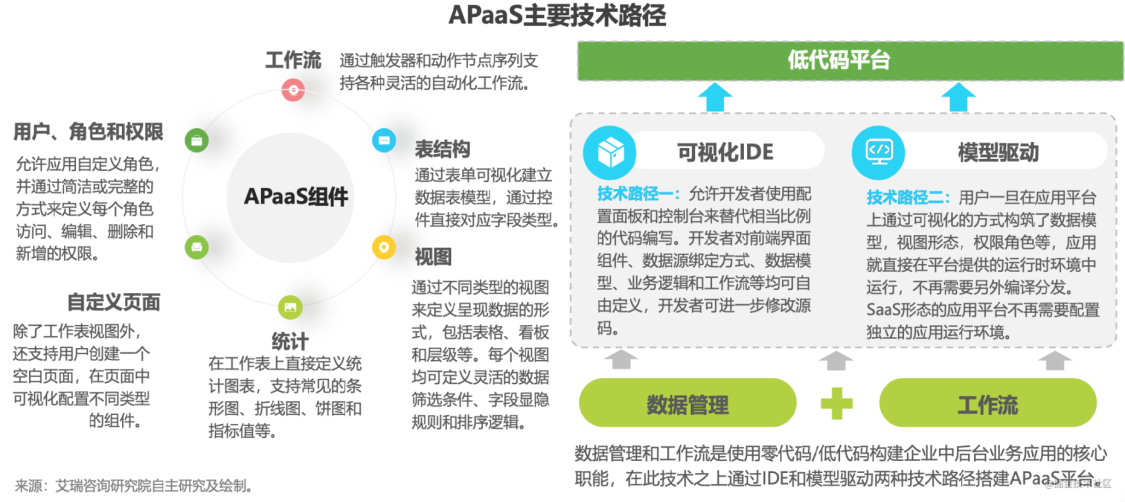 APaaS主要技术路径
工作流
通过触发器和动作节点序列支
持各种灵活的自动化工作流。
用户、角色和权限
允许应用自定义角色，
并通过简洁或完整的
方式来定义每个角色
访问、编辑、删除和
新增的权限。
APaaS组件
表结构
通过表单可视化建立
数据表模型，通过控
件直接对应字段类型。
视图
通过不同类型的视图
来定义呈现数据的形
式，包括表格、看板
和层级等。每个视图
均可定义灵活的数据
筛选条件、字段显隐
规则和排序逻辑。
自定义页面
除了工作表视图外，
还支持用户创建一个
空白页面，在页面中
可视化配置不同类型
的组件。
统计
在工作表上直接定义统
计图表，支持常见的条
形图、折线图、饼图和
指标值等。
低代码平台
可视化IDE
技术路径一：允许开发者使用配
置面板和控制台来替代相当比例
的代码编写。开发者对前端界面
组件、数据源绑定方式、数据模
型、业务逻辑和工作流等均可自
由定义，开发者可进一步修改源
码。
模型驱动
技术路径二：用户一旦在应用平台
上通过可视化的方式构筑了数据模
型，视图形态，权限角色等，应用
就直接在平台提供的运行时环境中
运行，不再需要另外编译分发。
SaaS形态的应用平台不再需要配置
独立的应用运行环境。
数据管理
工作流
数据管理和工作流是使用零代码/低代码构建企业中后台业务应用的核心
职能，在此技术之上通过IDE和模型驱动两种技术路径搭建APaaS平台。
来源：艾瑞咨询研究院自主研究及绘制。